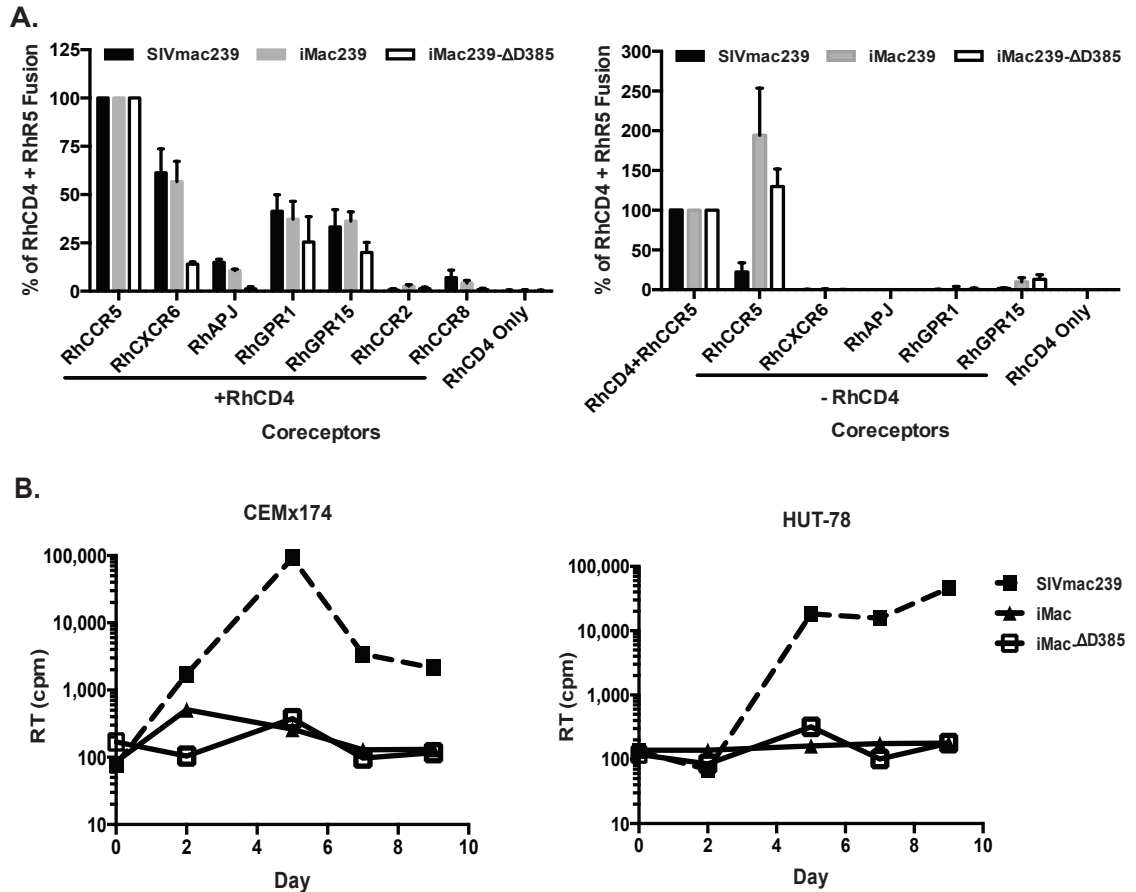 A.
SIVmac239 iMac239 iMac239-ΔD385
% of RhCD4 + RhR5 Fusion
125
100
75
50
25
0
RhCCR5
RhCXCR6
RhAPJ
RhGPR1
RhGPR15
RhCCR2
RhCCR8
RhCD4 Only
+RhCD4
Coreceptors
SIVmac239 iMac239 iMac239-ΔD385
% of RhCD4 + RhR5 Fusion
300
250
200
150
100
50
0
RhCD4+RhCCR5
RhCCR5
RhCXCR6
RhAPJ
RhGPR1
RhGPR15
RhCD4 Only
- RhCD4
Coreceptors
B.
CEMx174
RT (cpm)
100,000
10,000
1,000
100
10
0 2 4 6 8 10
Day
HUT-78
RT (cpm)
100,000
10,000
1,000
100
10
0 2 4 6 8 10
Day
SIVmac239
iMac
iMac-ΔD385